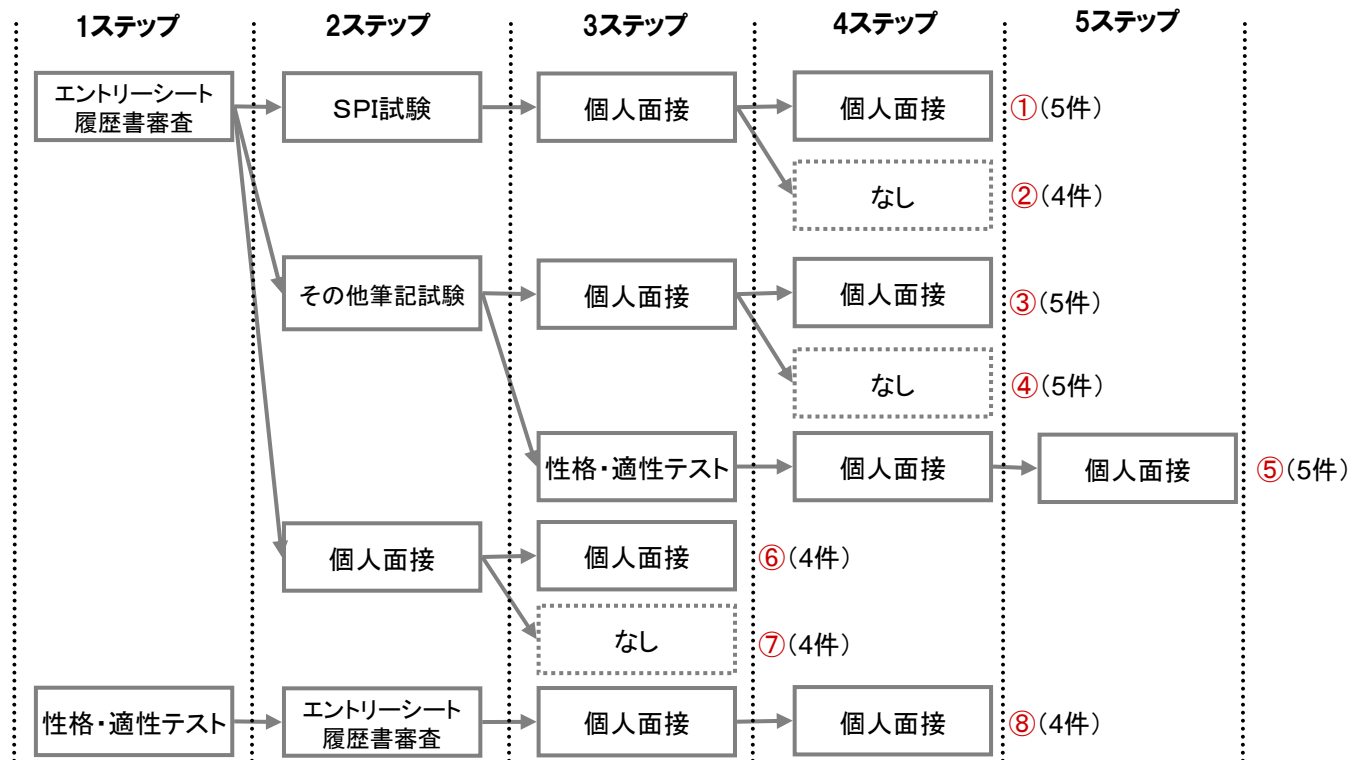 1ステップ
2ステップ
3ステップ
4ステップ
5ステップ
エントリーシート
履歴書審査
SPI試験
個人面接
個人面接
①(5件)
なし
②(4件)
その他筆記試験
個人面接
個人面接
③(5件)
なし
④(5件)
性格・適性テスト
個人面接
個人面接
⑤(5件)
個人面接
個人面接
⑥(4件)
なし
⑦(4件)
性格・適性テスト
エントリーシート
履歴書審査
個人面接
個人面接
⑧(4件)